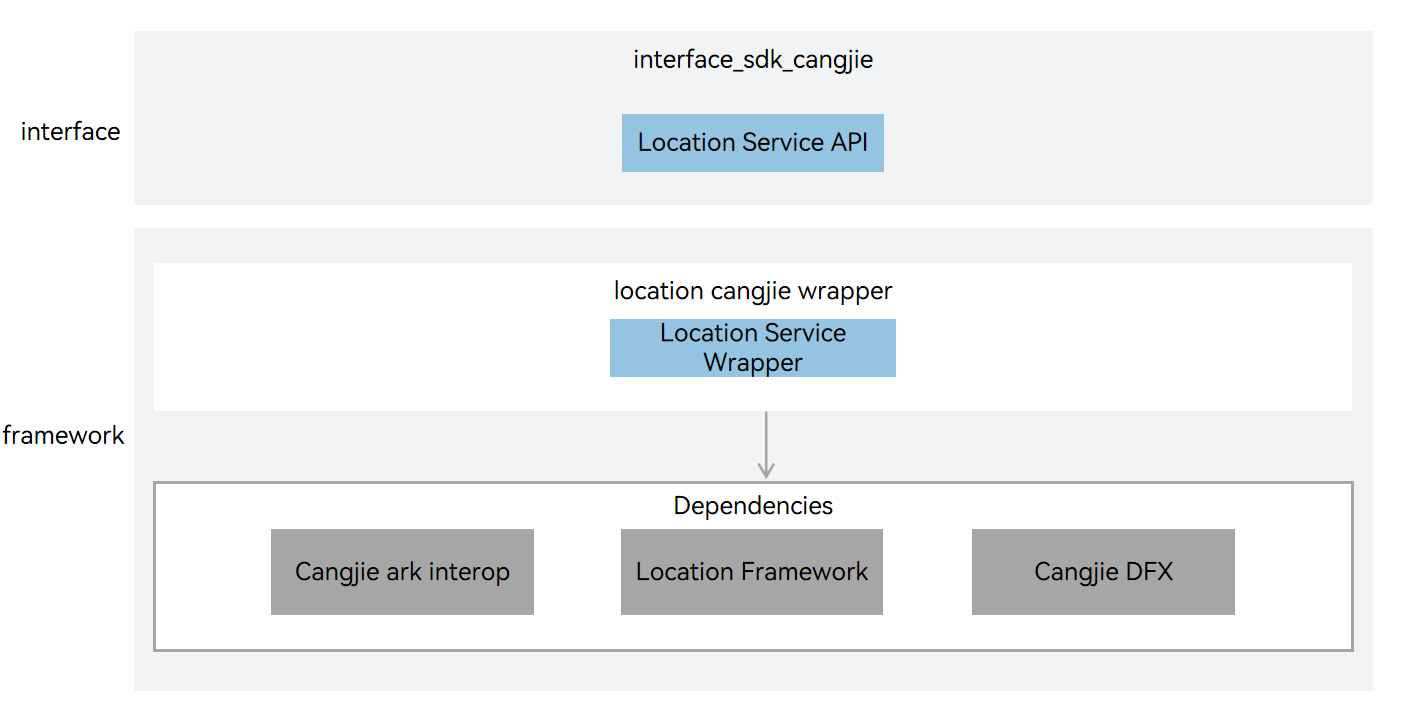 interface_sdk_cangjie
interface
Location Service API
location cangjie wrapper
Location Service
Wrapper
framework
Dependencies
Cangjie ark interop
Location Framework
Cangjie DFX